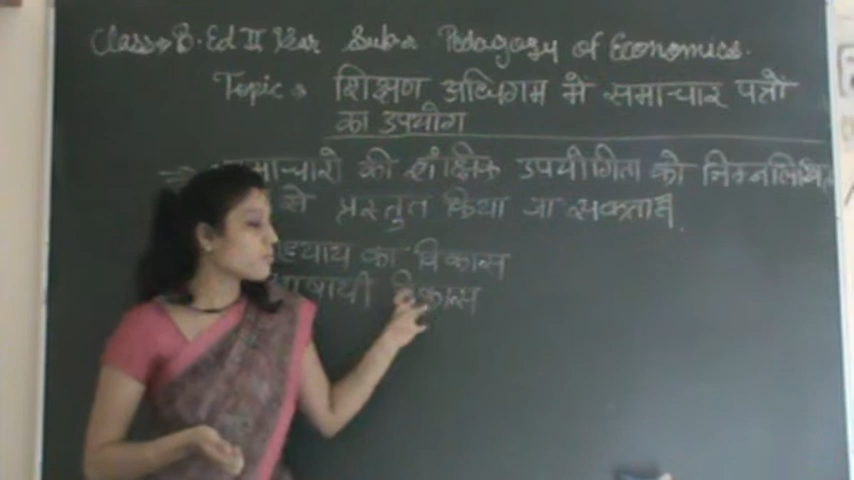 Class→ B.Ed II Year Sub→ Pedagogy of Economics.
Topic→ शिक्षण अधिगम में समाचार पत्रों
का उपयोग
की शैक्षिक उपयोगिता को निम्नलिखित
से प्रस्तुत किया जा सकता है.
का विकास
विकास